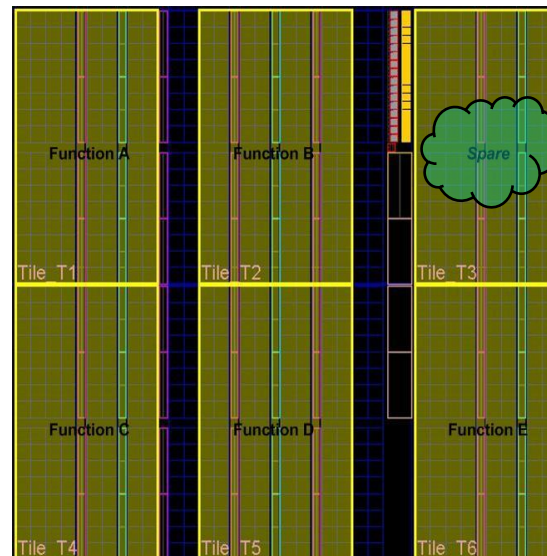 Function A
Function B
Spare
Tile_T1
Tile_T2
Tile_T3
Function C
Function D
Function E
Tile_T4
Tile_T5
Tile_T6